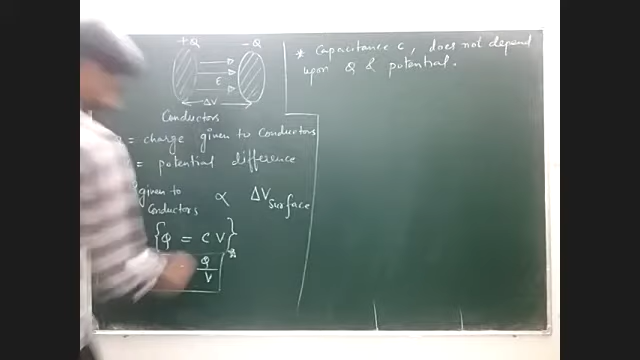 +Q
-Q
E
ΔV
Conductors
= charge given to Conductors
= potential difference
given to ∝ ΔV surface
Conductors
{Q = CV}
Q
V
* Capacitance C, does not depend
upon Q & potential.